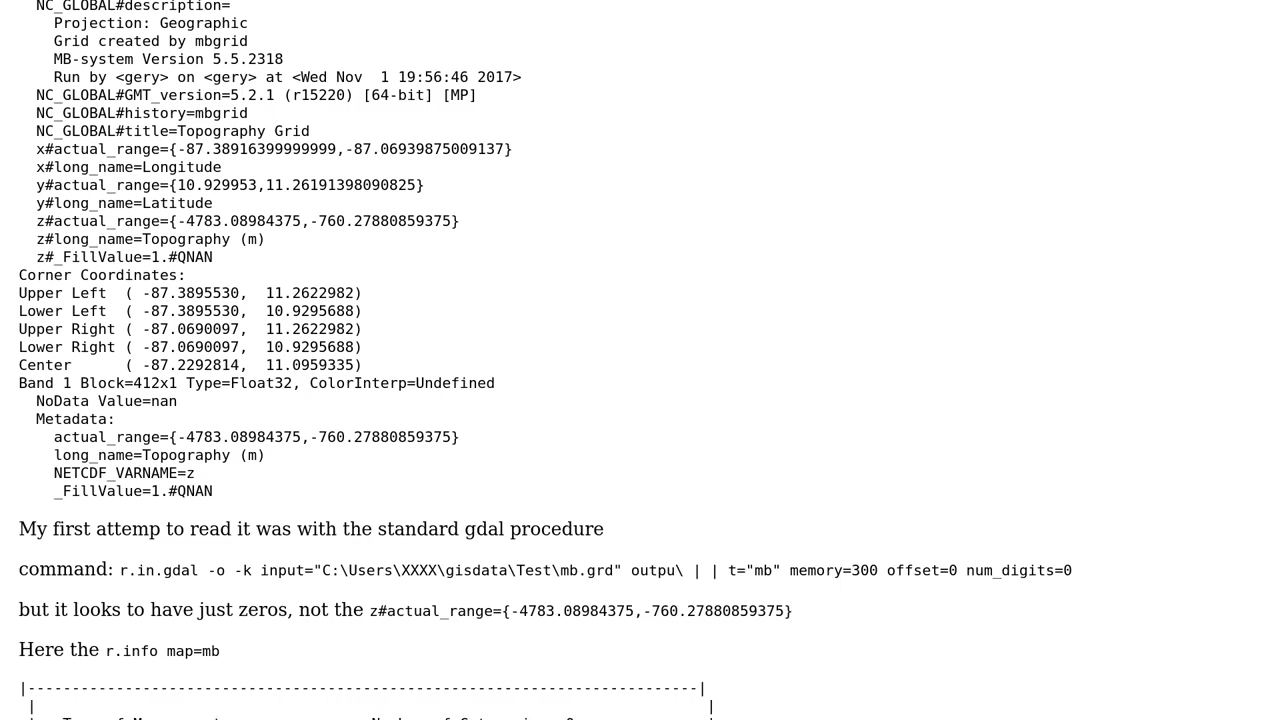 NC_GLOBAL#description=
Projection: Geographic
Grid created by mbgrid
MB-system Version 5.5.2318
Run by <gery> on <gery> at <Wed Nov  1 19:56:46 2017>
NC_GLOBAL#GMT_version=5.2.1 (r15220) [64-bit] [MP]
NC_GLOBAL#history=mbgrid
NC_GLOBAL#title=Topography Grid
x#actual_range={-87.38916399999999,-87.06939875009137}
x#long_name=Longitude
y#actual_range={10.929953,11.26191398090825}
y#long_name=Latitude
z#actual_range={-4783.08984375,-760.27880859375}
z#long_name=Topography (m)
z#_FillValue=1.#QNAN
Corner Coordinates:
Upper Left  ( -87.3895530,  11.2622982)
Lower Left  ( -87.3895530,  10.9295688)
Upper Right ( -87.0690097,  11.2622982)
Lower Right ( -87.0690097,  10.9295688)
Center      ( -87.2292814,  11.0959335)
Band 1 Block=412x1 Type=Float32, ColorInterp=Undefined
NoData Value=nan
Metadata:
actual_range={-4783.08984375,-760.27880859375}
long_name=Topography (m)
NETCDF_VARNAME=z
_FillValue=1.#QNAN
My first attemp to read it was with the standard gdal procedure
command: r.in.gdal -o -k input="C:\Users\XXXX\gisdata\Test\mb.grd" outpu\ | | t="mb" memory=300 offset=0 num_digits=0
but it looks to have just zeros, not the z#actual_range={-4783.08984375,-760.27880859375}
Here the r.info map=mb
|----------------------------------------------------------------------------|
|                                                                            |